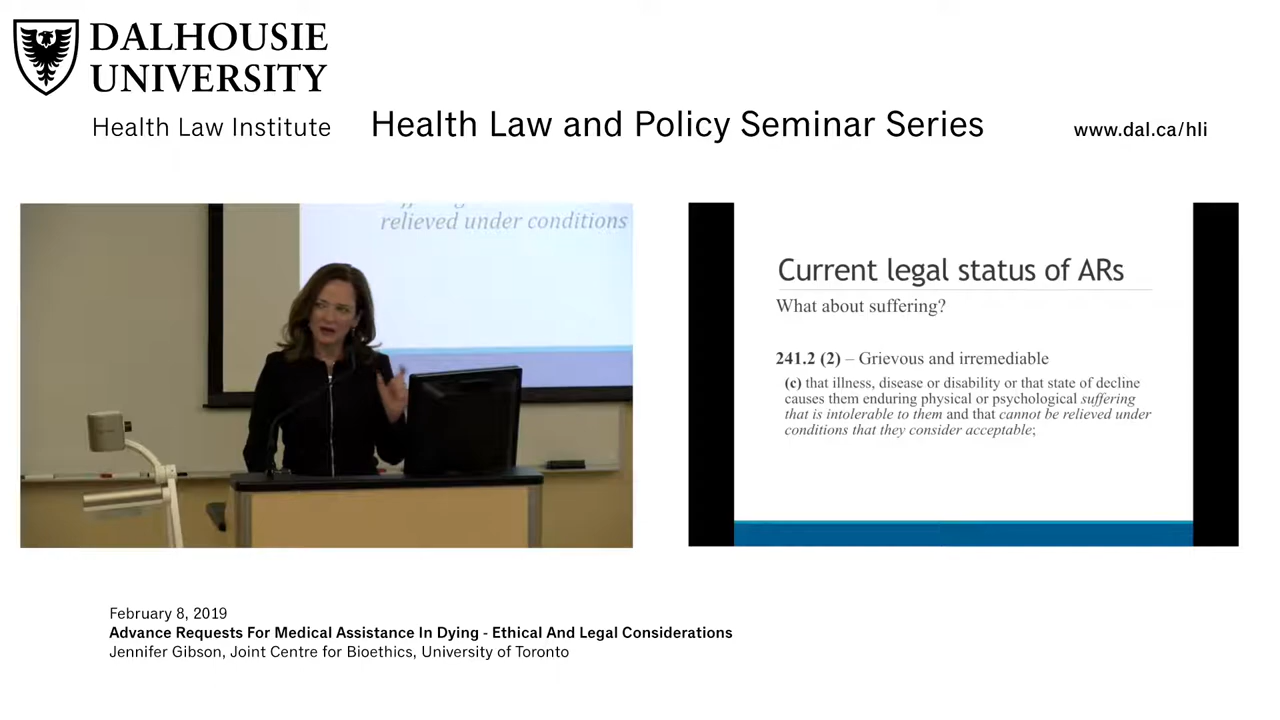 DALHOUSIE
UNIVERSITY
Health Law Institute
Health Law and Policy Seminar Series
www.dal.ca/hli
relieved under conditions
Current legal status of ARs
What about suffering?
241.2 (2) – Grievous and irremediable
(c) that illness, disease or disability or that state of decline
causes them enduring physical or psychological suffering
that is intolerable to them and that cannot be relieved under
conditions that they consider acceptable;
February 8, 2019
Advance Requests For Medical Assistance In Dying - Ethical And Legal Considerations
Jennifer Gibson, Joint Centre for Bioethics, University of Toronto